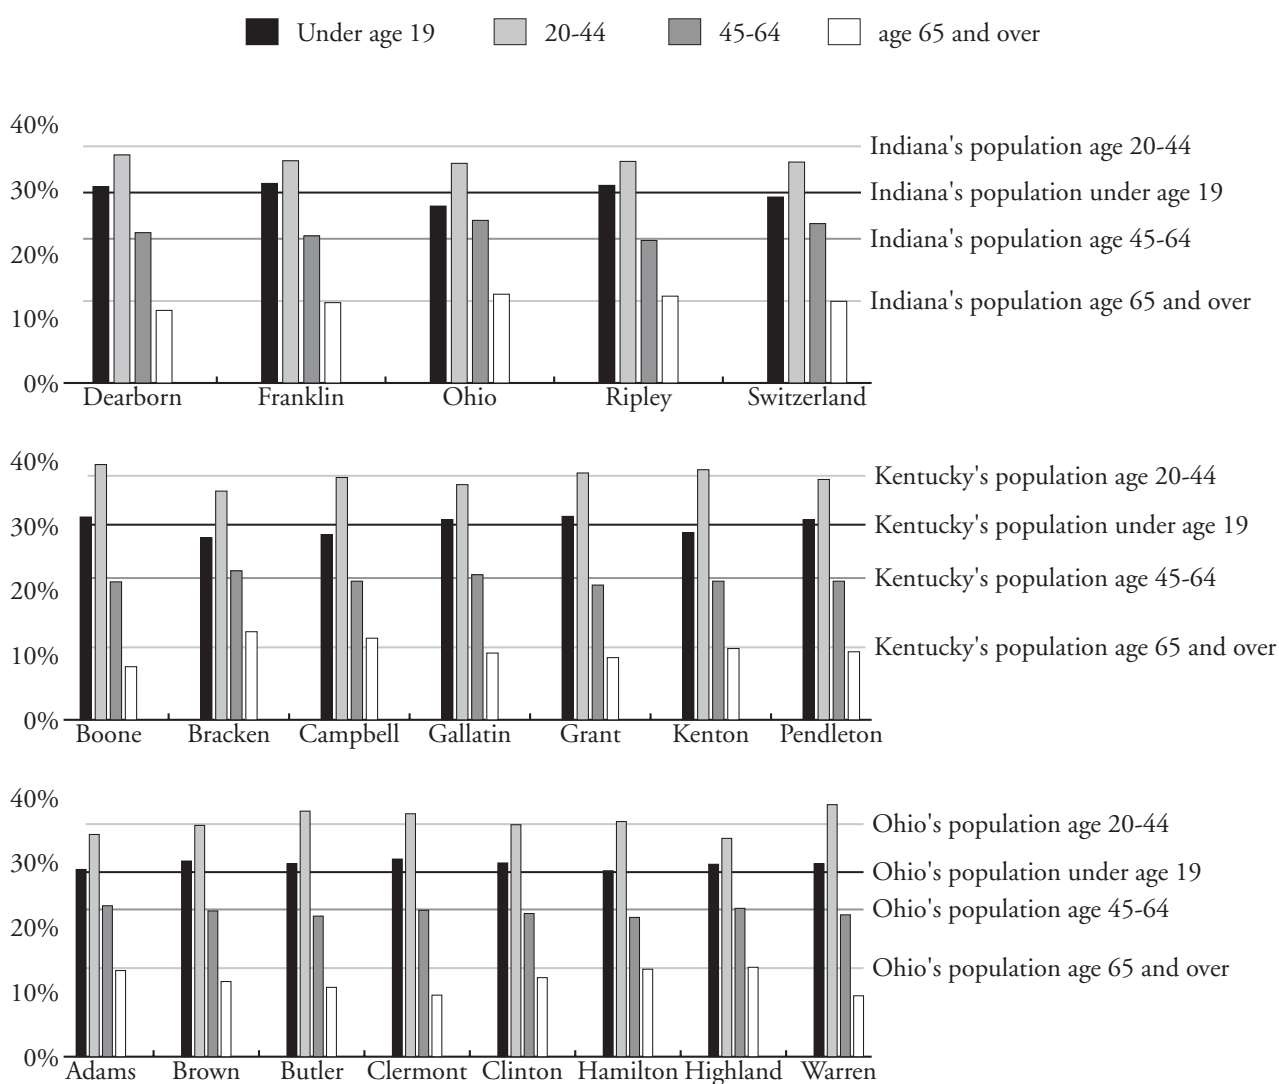 Under age 19 20-44 45-64 age 65 and over
40%
30%
20%
10%
0%
Indiana's population age 20-44
Indiana's population under age 19
Indiana's population age 45-64
Indiana's population age 65 and over
Dearborn Franklin Ohio Ripley Switzerland
40%
30%
20%
10%
0%
Kentucky's population age 20-44
Kentucky's population under age 19
Kentucky's population age 45-64
Kentucky's population age 65 and over
Boone Bracken Campbell Gallatin Grant Kenton Pendleton
40%
30%
20%
10%
0%
Ohio's population age 20-44
Ohio's population under age 19
Ohio's population age 45-64
Ohio's population age 65 and over
Adams Brown Butler Clermont Clinton Hamilton Highland Warren